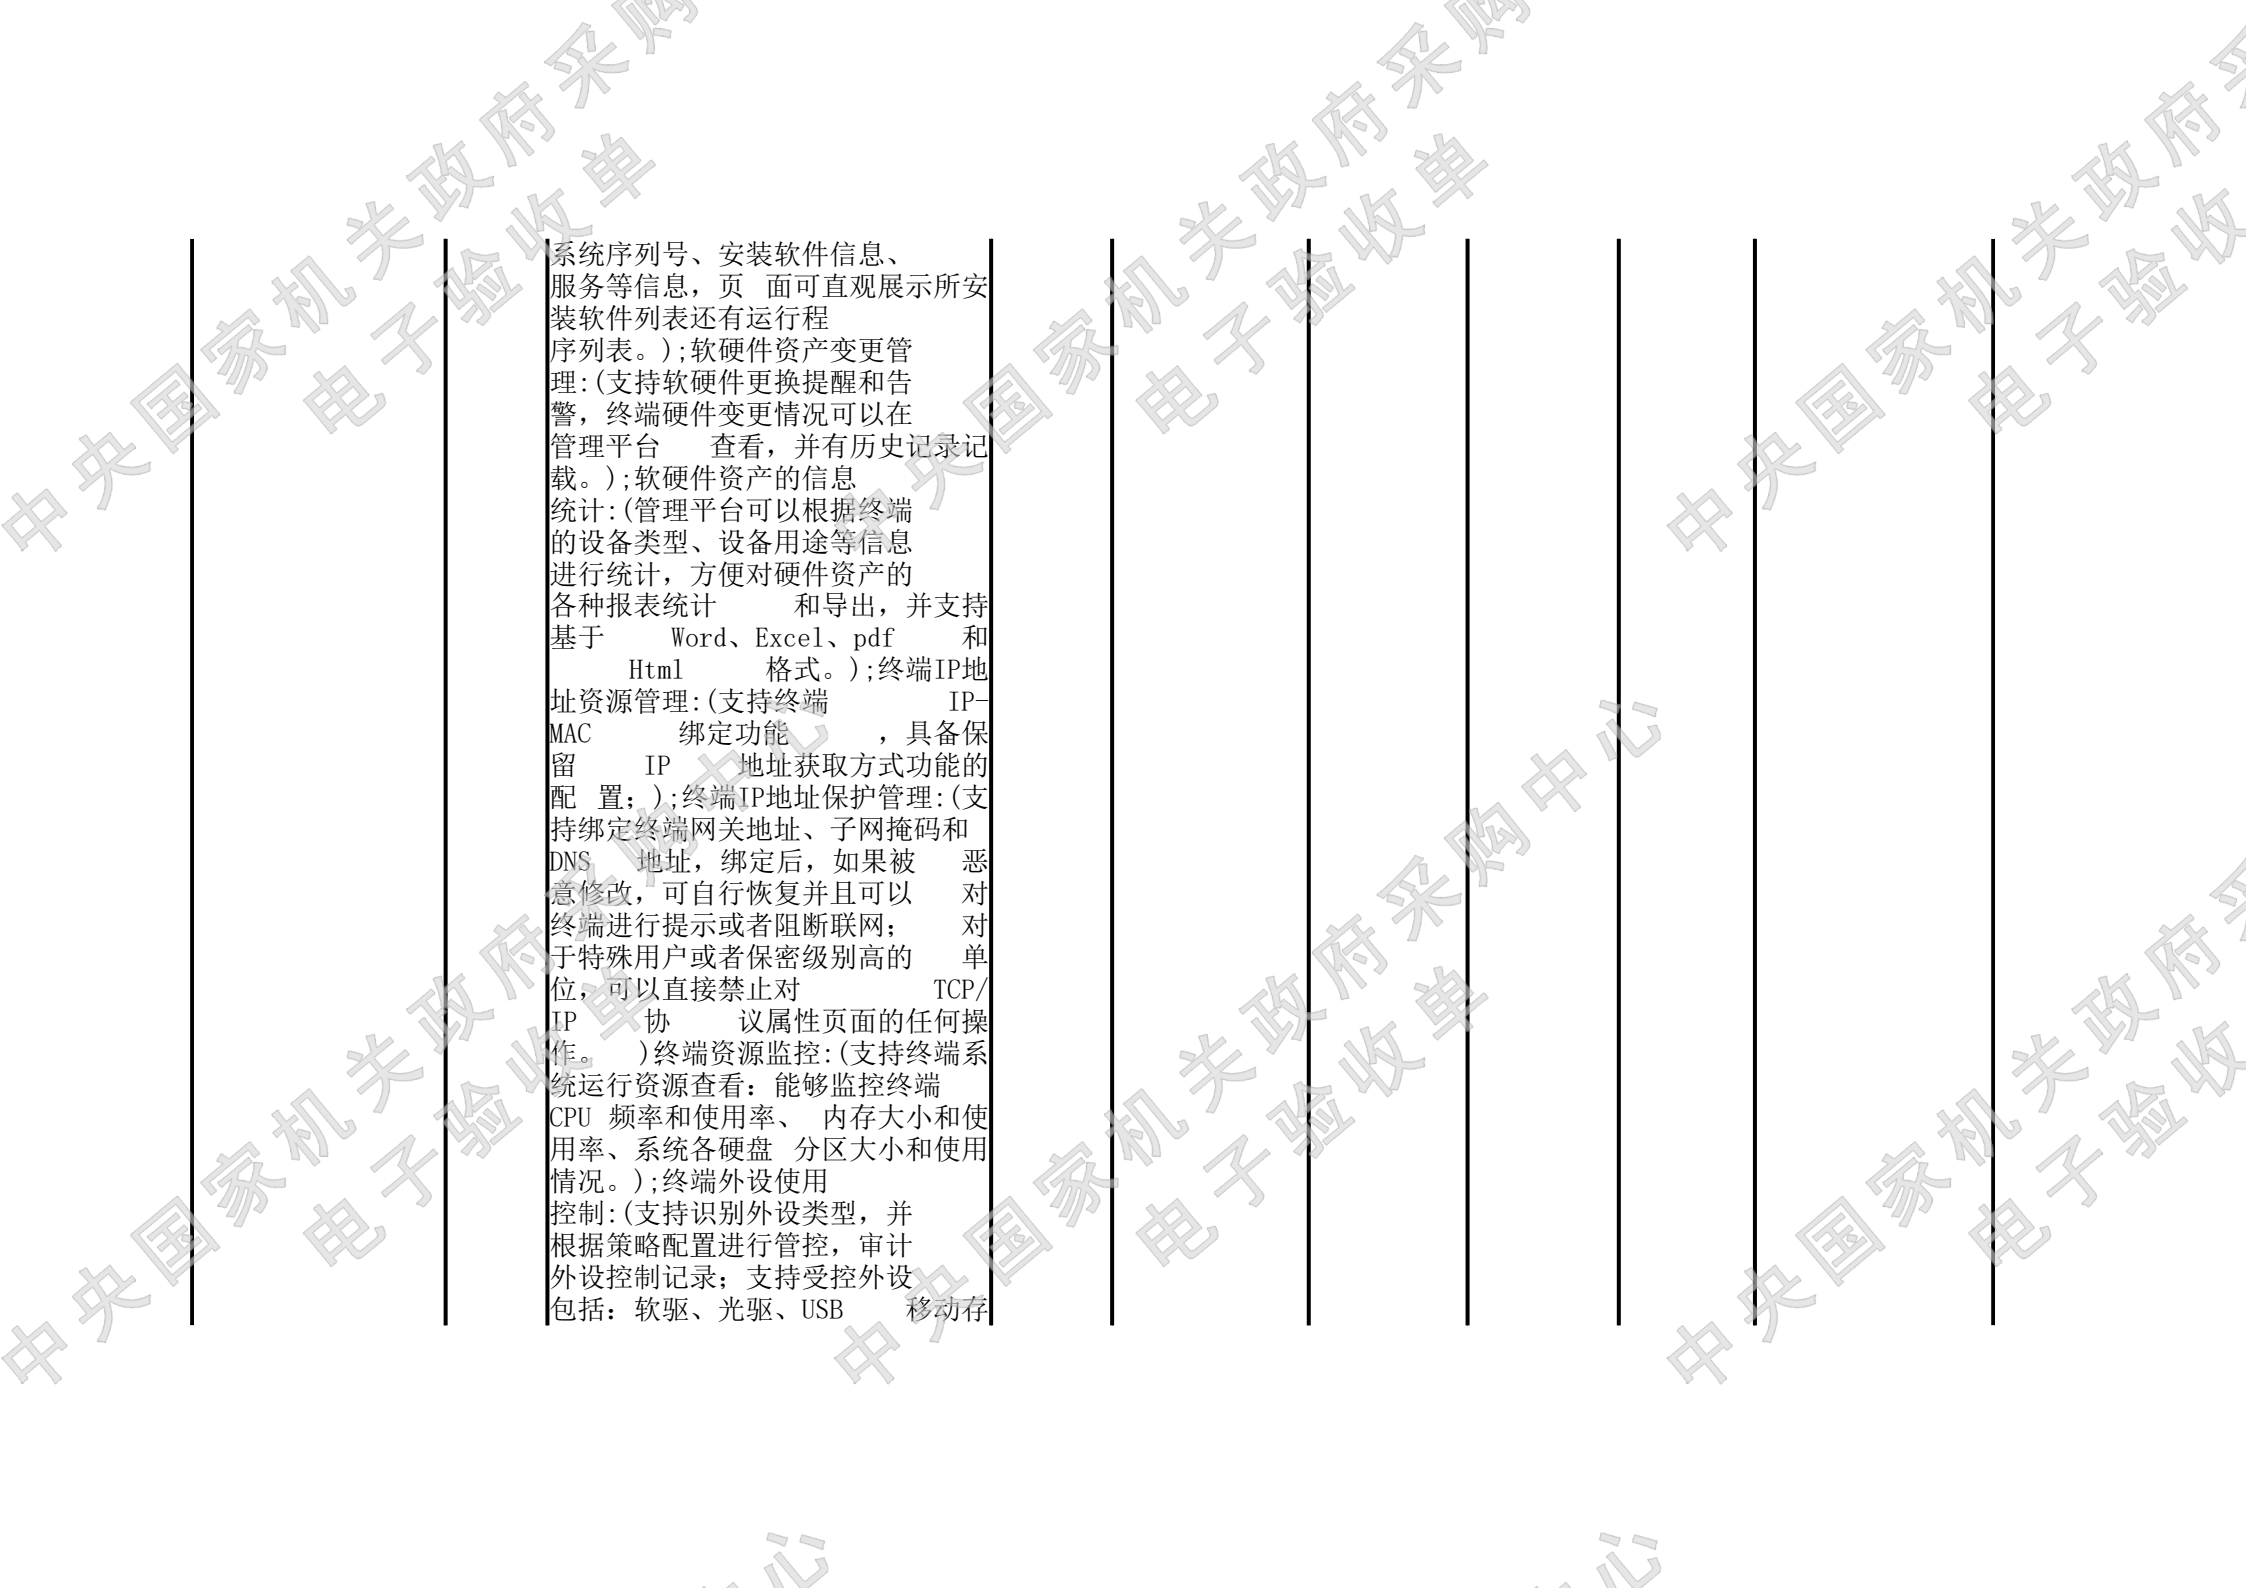 系统序列号、安装软件信息、
服务等信息，页 面可直观展示所安
装软件列表还有运行程
序列表。);软硬件资产变更管
理:(支持软硬件更换提醒和告
警，终端硬件变更情况可以在
管理平台 查看，并有历史记录记
载。);软硬件资产的信息
统计:(管理平台可以根据终端
的设备类型、设备用途等信息
进行统计，方便对硬件资产的
各种报表统计 和导出，并支持
基于 Word、Excel、pdf 和
Html 格式。);终端IP地
址资源管理:(支持终端 IP-
MAC 绑定功能 ，具备保
留 IP 地址获取方式功能的
配 置；);终端IP地址保护管理:(支
持绑定终端网关地址、子网掩码和
DNS 地址，绑定后，如果被 恶
意修改，可自行恢复并且可以 对
终端进行提示或者阻断联网； 对
于特殊用户或者保密级别高的 单
位，可以直接禁止对 TCP/
IP 协 议属性页面的任何操
作。 )终端资源监控:(支持终端系
统运行资源查看：能够监控终端
CPU 频率和使用率、 内存大小和使
用率、系统各硬盘 分区大小和使用
情况。);终端外设使用
控制:(支持识别外设类型，并
根据策略配置进行管控，审计
外设控制记录；支持受控外设
包括：软驱、光驱、USB 移动存
中央国家机关政府采购中心
电子验收单